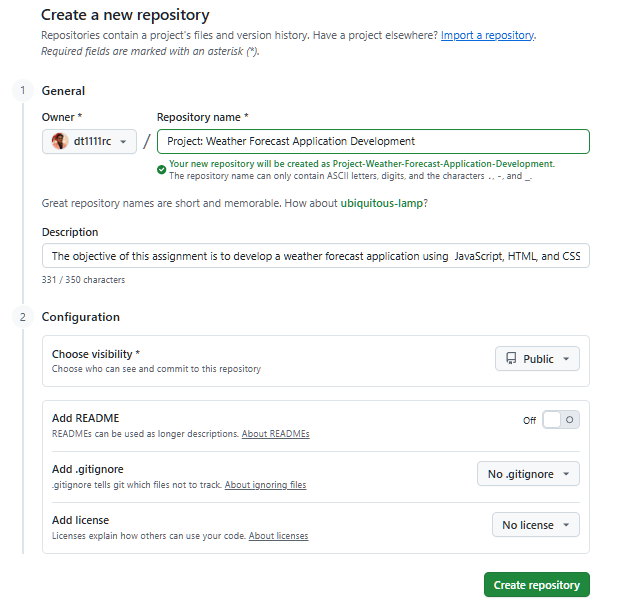 Create a new repository
Repositories contain a project's files and version history. Have a project elsewhere? Import a repository.
Required fields are marked with an asterisk (*).
1 General
Owner * Repository name *
dt1111rc / Project: Weather Forecast Application Development
Your new repository will be created as Project-Weather-Forecast-Application-Development.
The repository name can only contain ASCII letters, digits, and the characters ., -, and _.
Great repository names are short and memorable. How about ubiquitous-lamp?
Description
The objective of this assignment is to develop a weather forecast application using JavaScript, HTML, and CSS
331 / 350 characters
2 Configuration
Choose visibility * Public
Choose who can see and commit to this repository
Add README Off
READMEs can be used as longer descriptions. About READMEs
Add .gitignore No .gitignore
.gitignore tells git which files not to track. About ignoring files
Add license No license
Licenses explain how others can use your code. About licenses
Create repository